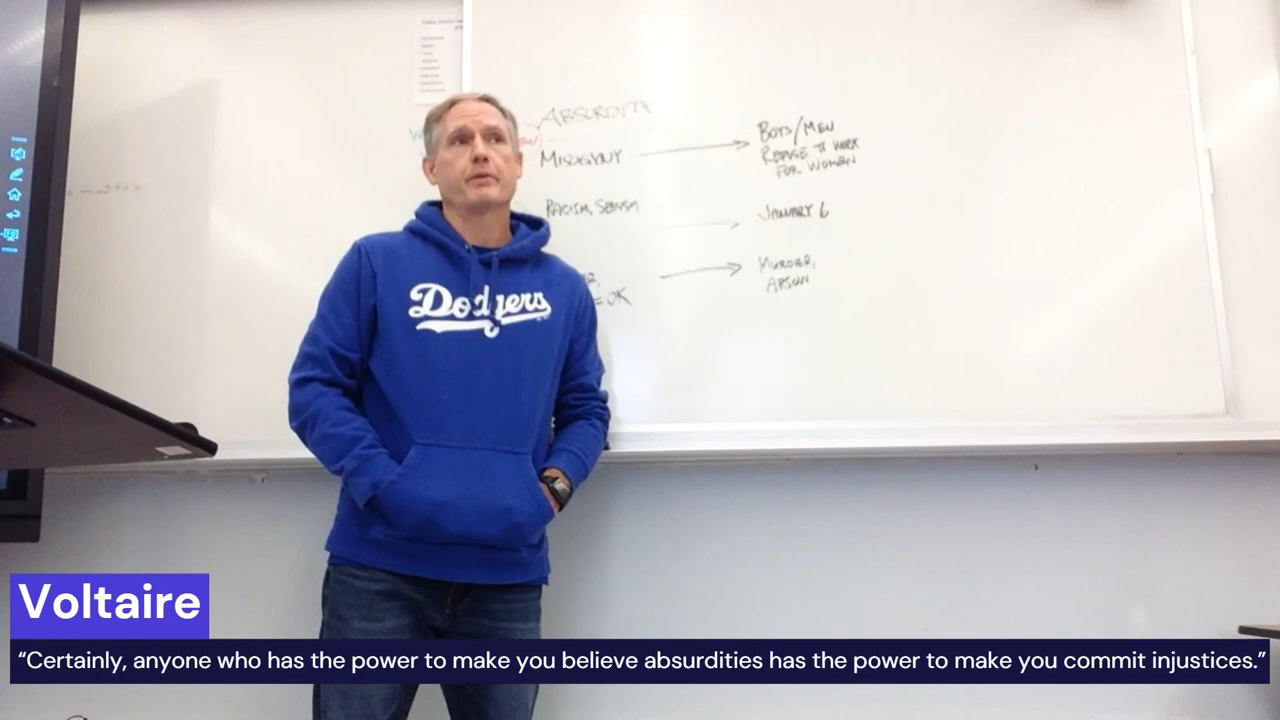 ABSURDITY
MISOGYNY
BOYS/MEN
REFUSE TO WORK
FOR WOMEN
RACISM, SEXISM
JANUARY 6
MURDER,
ARSON
= OK
Dodgers
Voltaire
“Certainly, anyone who has the power to make you believe absurdities has the power to make you commit injustices.”